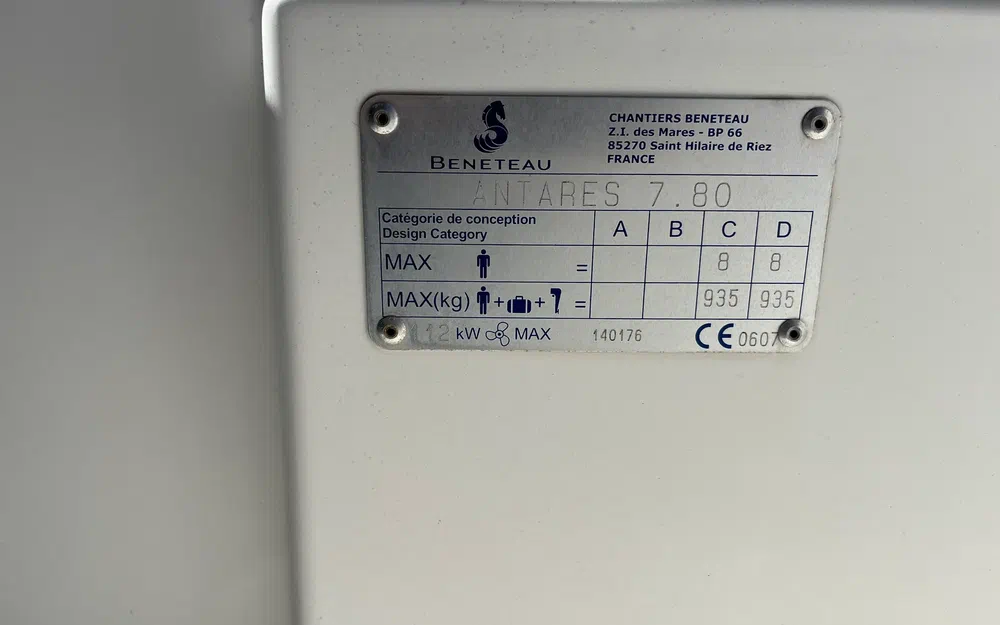 BENETEAU
CHANTIERS BENETEAU
Z.I. des Mares - BP 66
85270 Saint Hilaire de Riez
FRANCE
ANTARES 7.80
Catégorie de conception
Design Category A B C D
MAX = 8 8
MAX(kg) + + = 935 935
112 kW MAX 140176 CE 0607